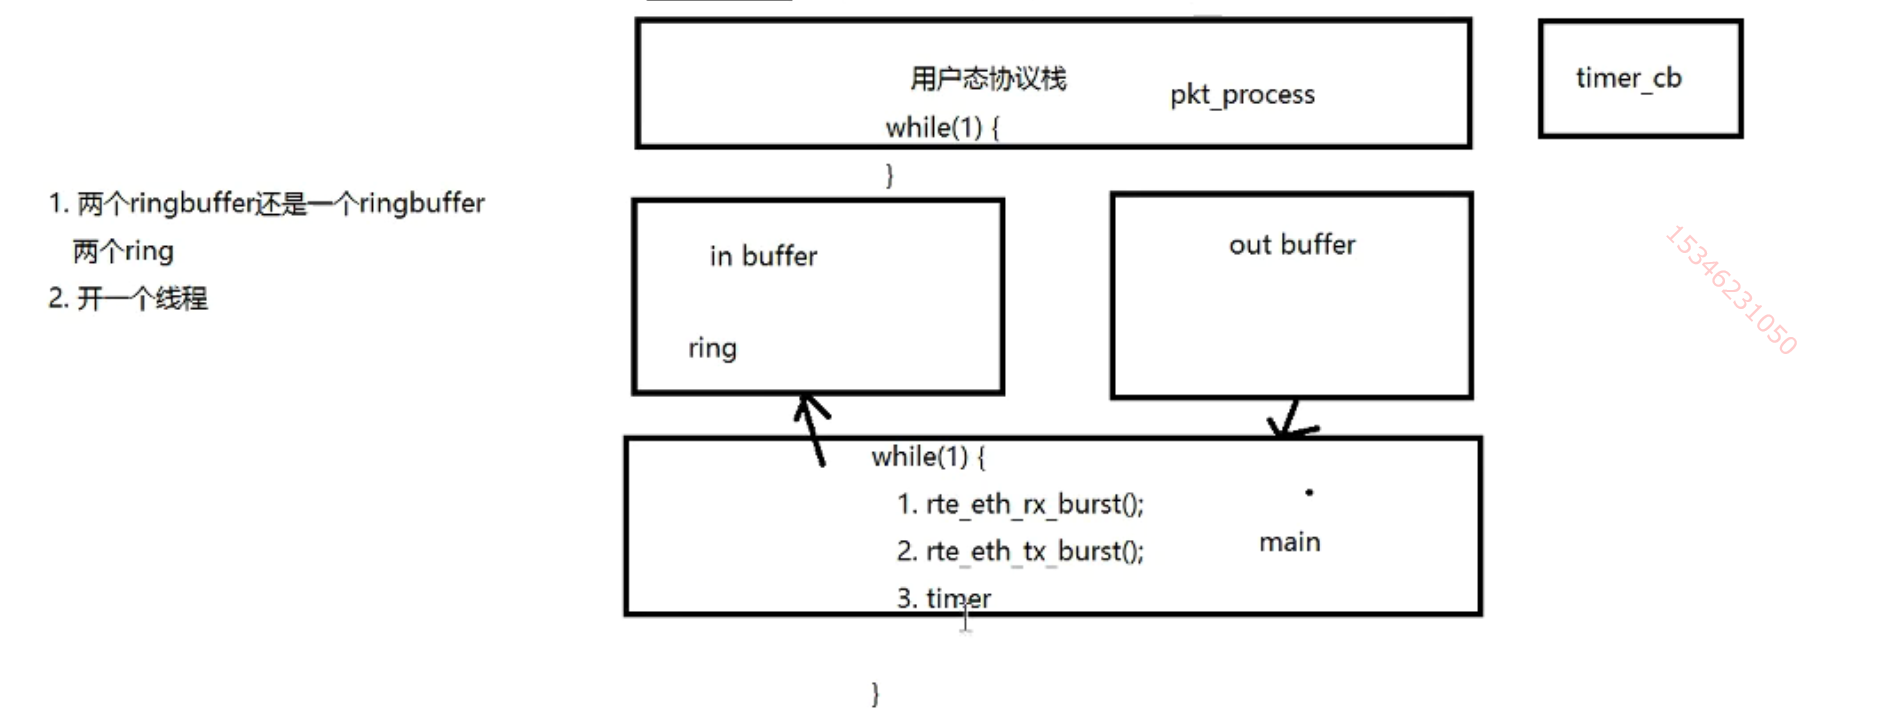 用户态协议栈
pkt_process
while(1) {
}
timer_cb
1. 两个ringbuffer还是一个ringbuffer
两个ring
2. 开一个线程
in buffer
ring
out buffer
15346231050
while(1) {
1. rte_eth_rx_burst();
2. rte_eth_tx_burst();
3. timer
main
}